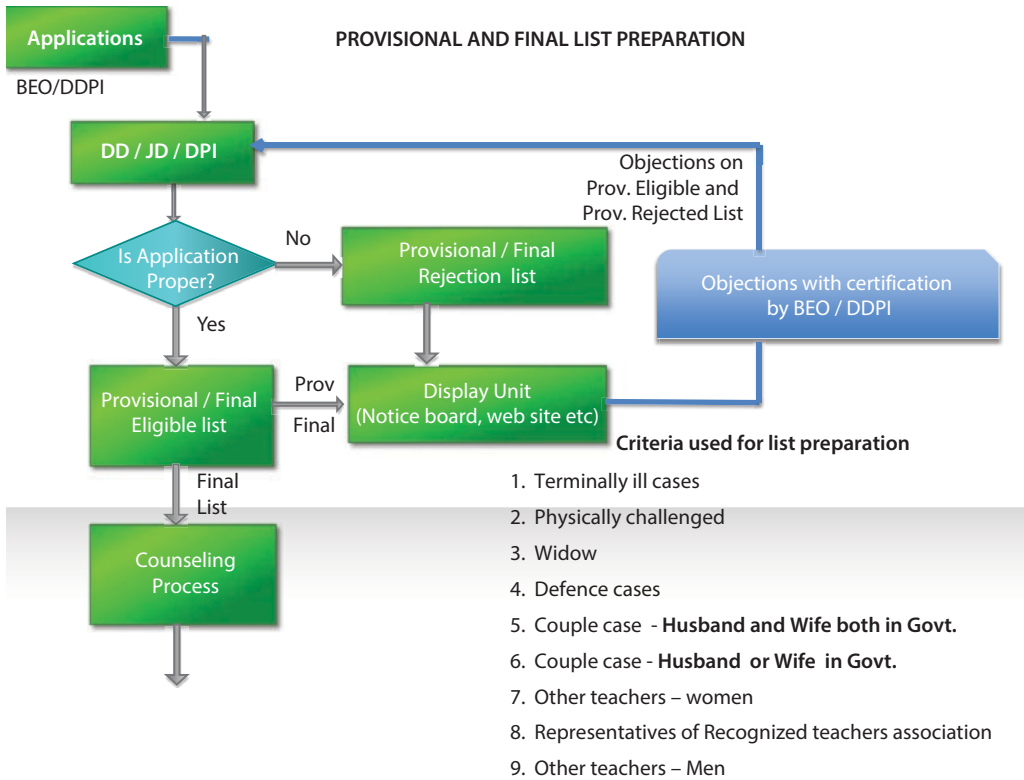 Applications
PROVISIONAL AND FINAL LIST PREPARATION
BEO/DDPI
DD / JD / DPI
Objections on
Prov. Eligible and
Prov. Rejected List
Is Application
Proper?
No
Provisional / Final
Rejection list
Objections with certification
by BEO / DDPI
Yes
Provisional / Final
Eligible list
Prov
Final
Display Unit
(Notice board, web site etc)
Final
List
Counseling
Process
Criteria used for list preparation
1. Terminally ill cases
2. Physically challenged
3. Widow
4. Defence cases
5. Couple case - Husband and Wife both in Govt.
6. Couple case - Husband or Wife in Govt.
7. Other teachers – women
8. Representatives of Recognized teachers association
9. Other teachers – Men